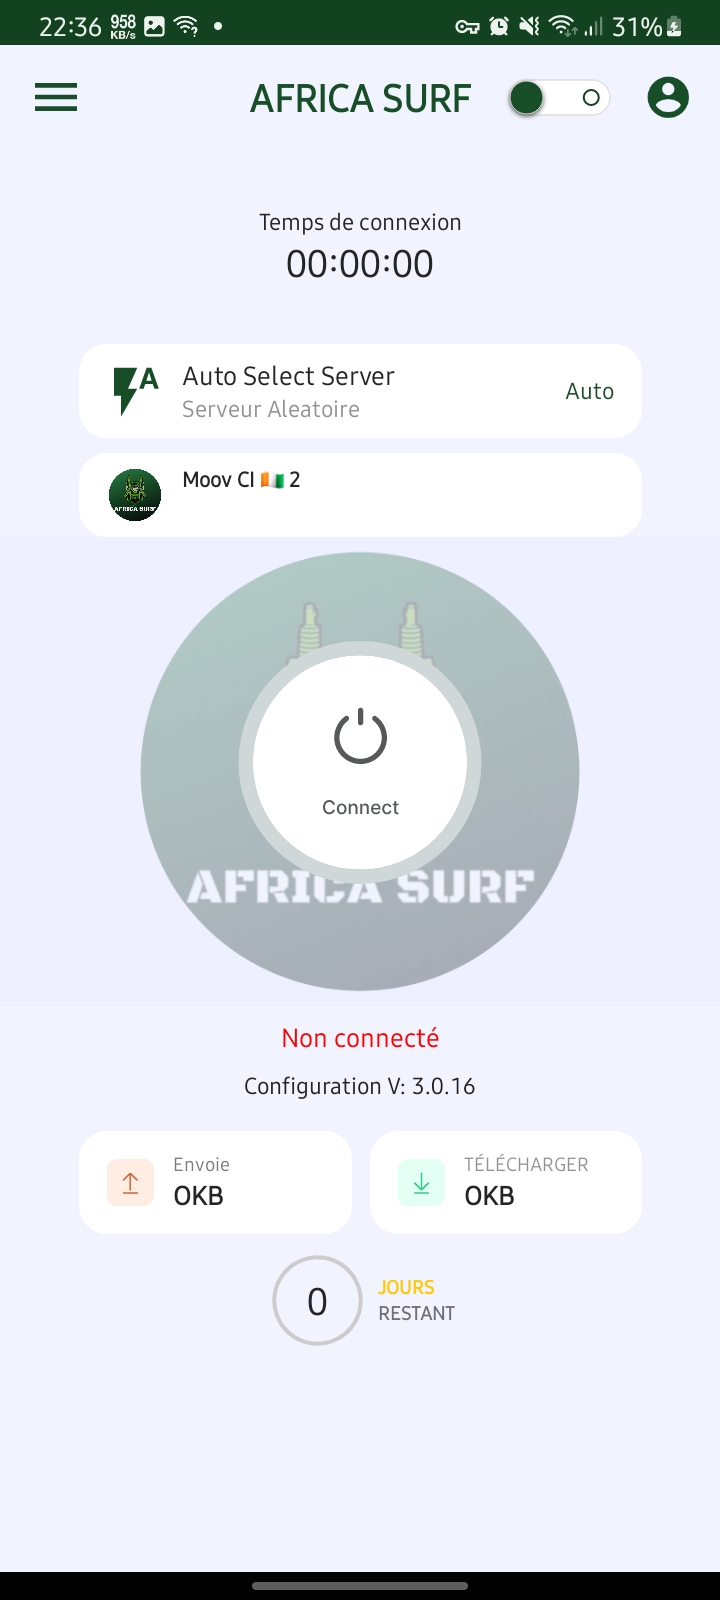 22:36 958 KB/s 31%
AFRICA SURF
Temps de connexion
00:00:00
A
Auto Select Server
Serveur Aleatoire
Auto
AFRICA SURF
Moov CI 🇨🇮 2
Connect
AFRICA SURF
Non connecté
Configuration V: 3.0.16
Envoie
0KB
TÉLÉCHARGER
0KB
0
JOURS
RESTANT